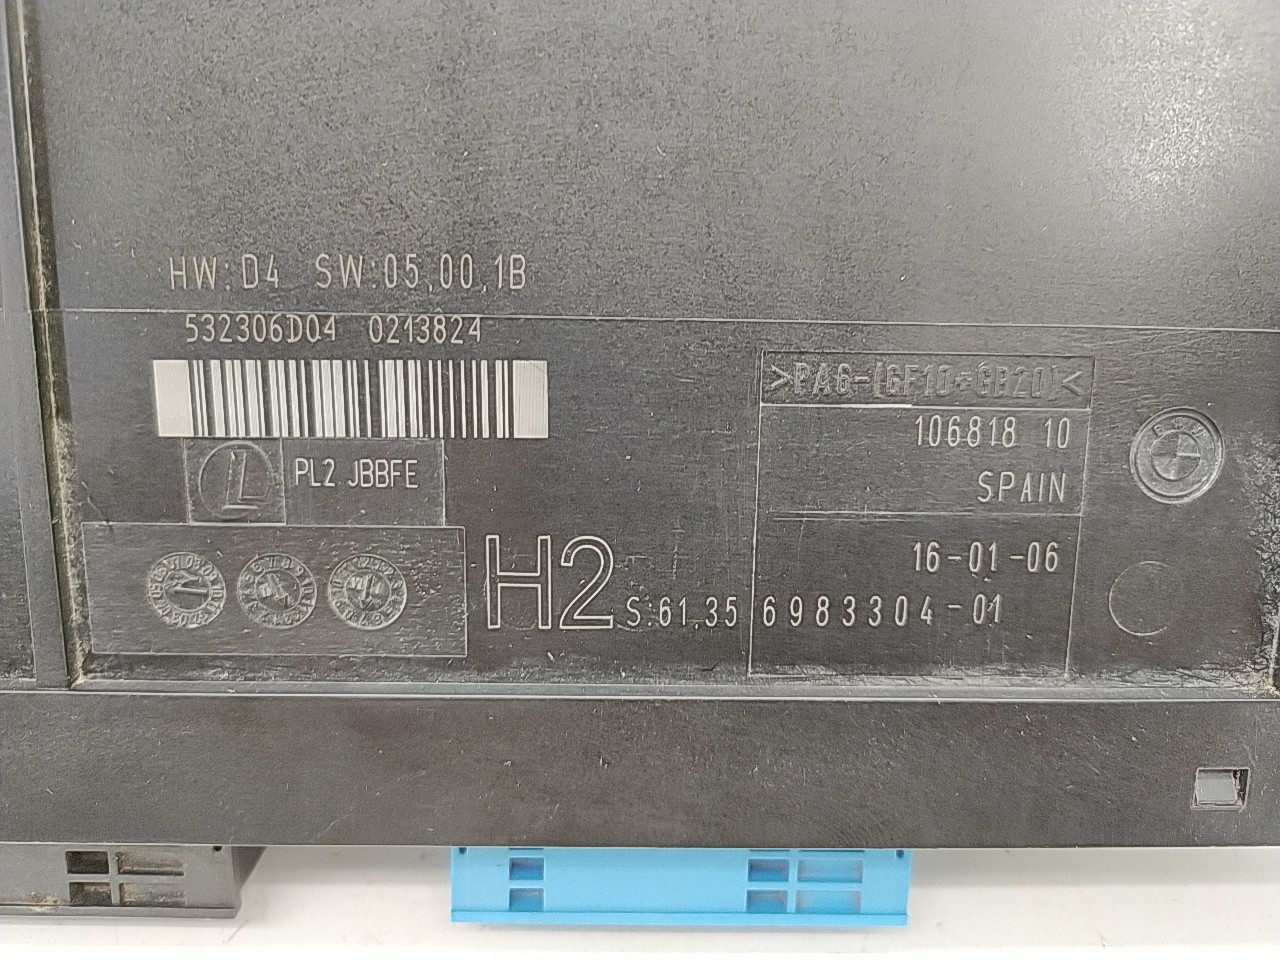 HW:D4 SW:05,00,1B
532306D04 0213824
>PA6-(GF10+GB20)<
106818 10
L
PL2 JBBFE
SPAIN
16-01-06
H2 S:61.35 6983304-01